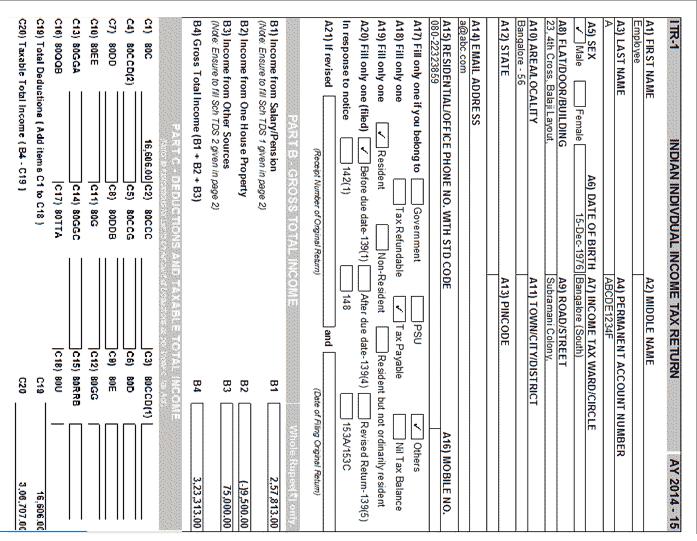 ITR-1 INDIAN INDIVDUAL INCOME TAX RETURN AY 2014 - 15
A1) FIRST NAME A2) MIDDLE NAME
Employee
A3) LAST NAME A4) PERMANENT ACCOUNT NUMBER
A ABCDE1234F
A5) SEX A6) DATE OF BIRTH A7) INCOME TAX WARD/CIRCLE
✓ Male Female 15-Dec-1976 Bangalore (South)
A8) FLAT/DOOR/BUILDING A9) ROAD/STREET
23, 4th Cross, Balaji Layout, Subramani Colony,
A10) AREA/LOCALITY A11) TOWN/CITY/DISTRICT
Bangalore - 56
A12) STATE A13) PINCODE
A14) EMAIL ADDRESS
a@abc.com
A15) RESIDENTIAL/OFFICE PHONE NO. WITH STD CODE A16) MOBILE NO.
080-22323659
A17) Fill only one if you belong to Government PSU ✓ Others
A18) Fill only one Tax Refundable ✓ Tax Payable Nil Tax Balance
A19) Fill only one ✓ Resident Non-Resident Resident but not ordinarily resident
A20) Fill only one (filed) ✓ Before due date-139(1) After due date-139(4) Revised Return-139(5)
In response to notice 142(1) 148 153A/153C
A21) If revised and
(Receipt Number of Original Return) (Date of Filing Original Return)
PART B - GROSS TOTAL INCOME Whole Rupee(₹) only.
B1) Income from Salary/Pension B1 2,57,813.00
(Note: Ensure to fill Sch TDS 1 given in page 2)
B2) Income from One House Property B2 (-)9,500.00
B3) Income from Other Sources B3 75,000.00
(Note: Ensure to fill Sch TDS 2 given in page 2)
B4) Gross Total Income (B1 + B2 + B3) B4 3,23,313.00
PART C - DEDUCTIONS AND TAXABLE TOTAL INCOME
C1) 80C 16,606.00 C2) 80CCC C3) 80CCD(1)
C4) 80CCD(2) C5) 80CCG C6) 80D
C7) 80DD C8) 80DDB C9) 80E
C10) 80EE C11) 80G C12) 80GG
C13) 80GGA C14) 80GGC C15) 80RRB
C16) 80QQB C17) 80TTA C18) 80U
C19) Total Deductions ( Add items C1 to C18 ) C19 16,606.00
C20) Taxable Total Income ( B4 - C19 ) C20 3,06,707.00